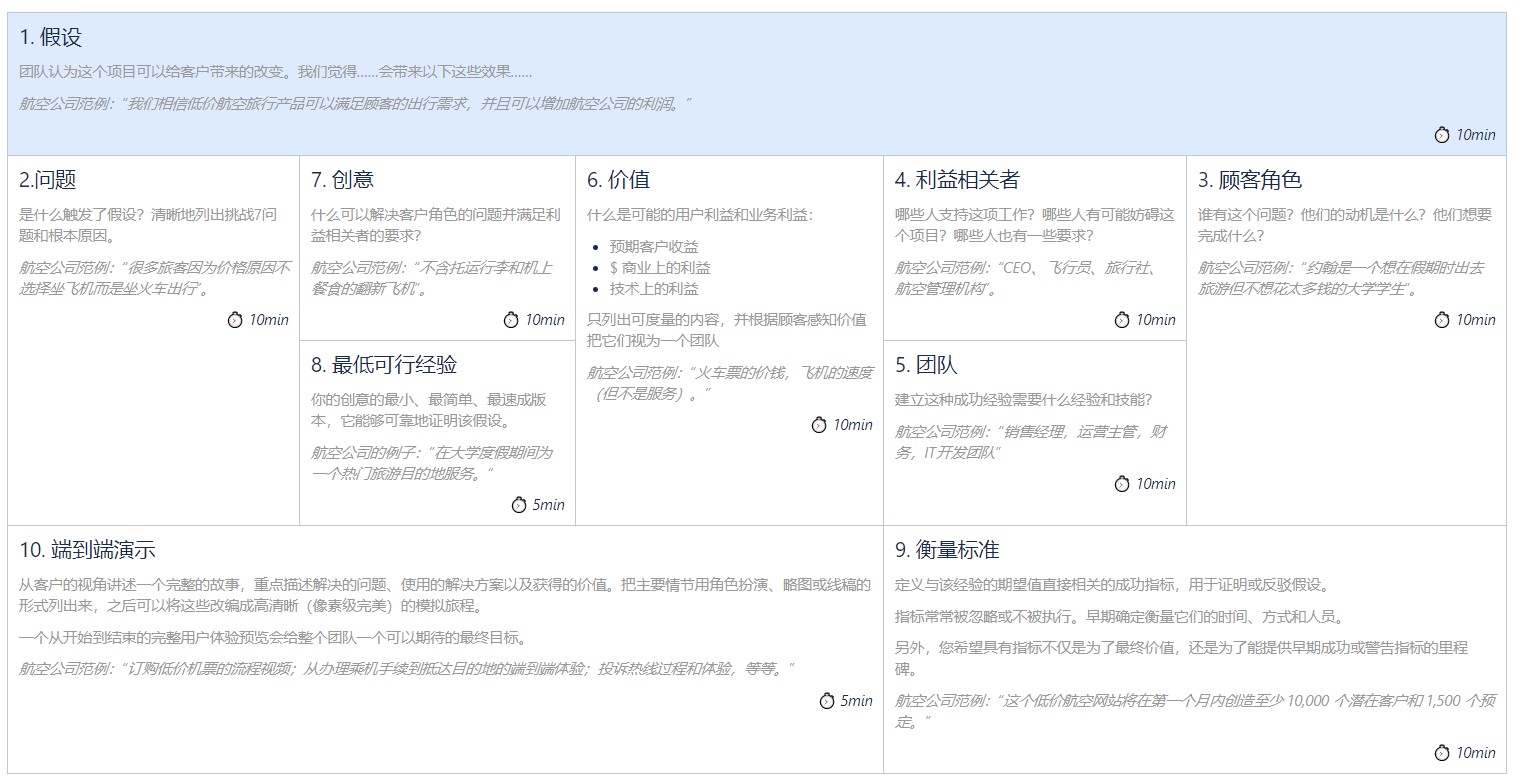 1. 假设
团队认为这个项目可以给客户带来的改变。我们觉得......会带来以下这些效果......
航空公司范例：“我们相信低价航空旅行产品可以满足顾客的出行需求，并且可以增加航空公司的利润。”
10min
2.问题
是什么触发了假设？清晰地列出挑战7问
题和根本原因。
航空公司范例：“很多旅客因为价格原因不
选择坐飞机而是坐火车出行”。
10min
7. 创意
什么可以解决客户角色的问题并满足利
益相关者的要求？
航空公司范例：“不含托运行李和机上
餐食的翻新飞机”。
10min
8. 最低可行经验
你的创意的最小、最简单、最速成版
本，它能够可靠地证明该假设。
航空公司的例子：“在大学度假期间为
一个热门旅游目的地服务。“
5min
6. 价值
什么是可能的用户利益和业务利益：
• 预期客户收益
• $ 商业上的利益
• 技术上的利益
只列出可度量的内容，并根据顾客感知价值
把它们视为一个团队
航空公司范例：“火车票的价钱，飞机的速度
（但不是服务）。”
10min
4. 利益相关者
哪些人支持这项工作？哪些人有可能妨碍这
个项目？哪些人也有一些要求？
航空公司范例：“CEO、飞行员、旅行社、
航空管理机构”。
10min
5. 团队
建立这种成功经验需要什么经验和技能？
航空公司范例：“销售经理，运营主管，财
务，IT开发团队”
10min
3. 顾客角色
谁有这个问题？他们的动机是什么？他们想要
完成什么？
航空公司范例：“约翰是一个想在假期时出去
旅游但不想花太多钱的大学学生”。
10min
10. 端到端演示
从客户的视角讲述一个完整的故事，重点描述解决的问题、使用的解决方案以及获得的价值。把主要情节用角色扮演、略图或线稿的
形式列出来，之后可以将这些改编成高清晰（像素级完美）的模拟旅程。
一个从开始到结束的完整用户体验预览会给整个团队一个可以期待的最终目标。
航空公司范例：“订购低价机票的流程视频；从办理乘机手续到抵达目的地的端到端体验；投诉热线过程和体验，等等。”
5min
9. 衡量标准
定义与该经验的期望值直接相关的成功指标，用于证明或反驳假设。
指标常常被忽略或不被执行。早期确定衡量它们的时间、方式和人员。
另外，您希望具有指标不仅是为了最终价值，还是为了能提供早期成功或警告指标的里程
碑。
航空公司范例：“这个低价航空网站将在第一个月内创造至少 10,000 个潜在客户和 1,500 个预
定。”
10min